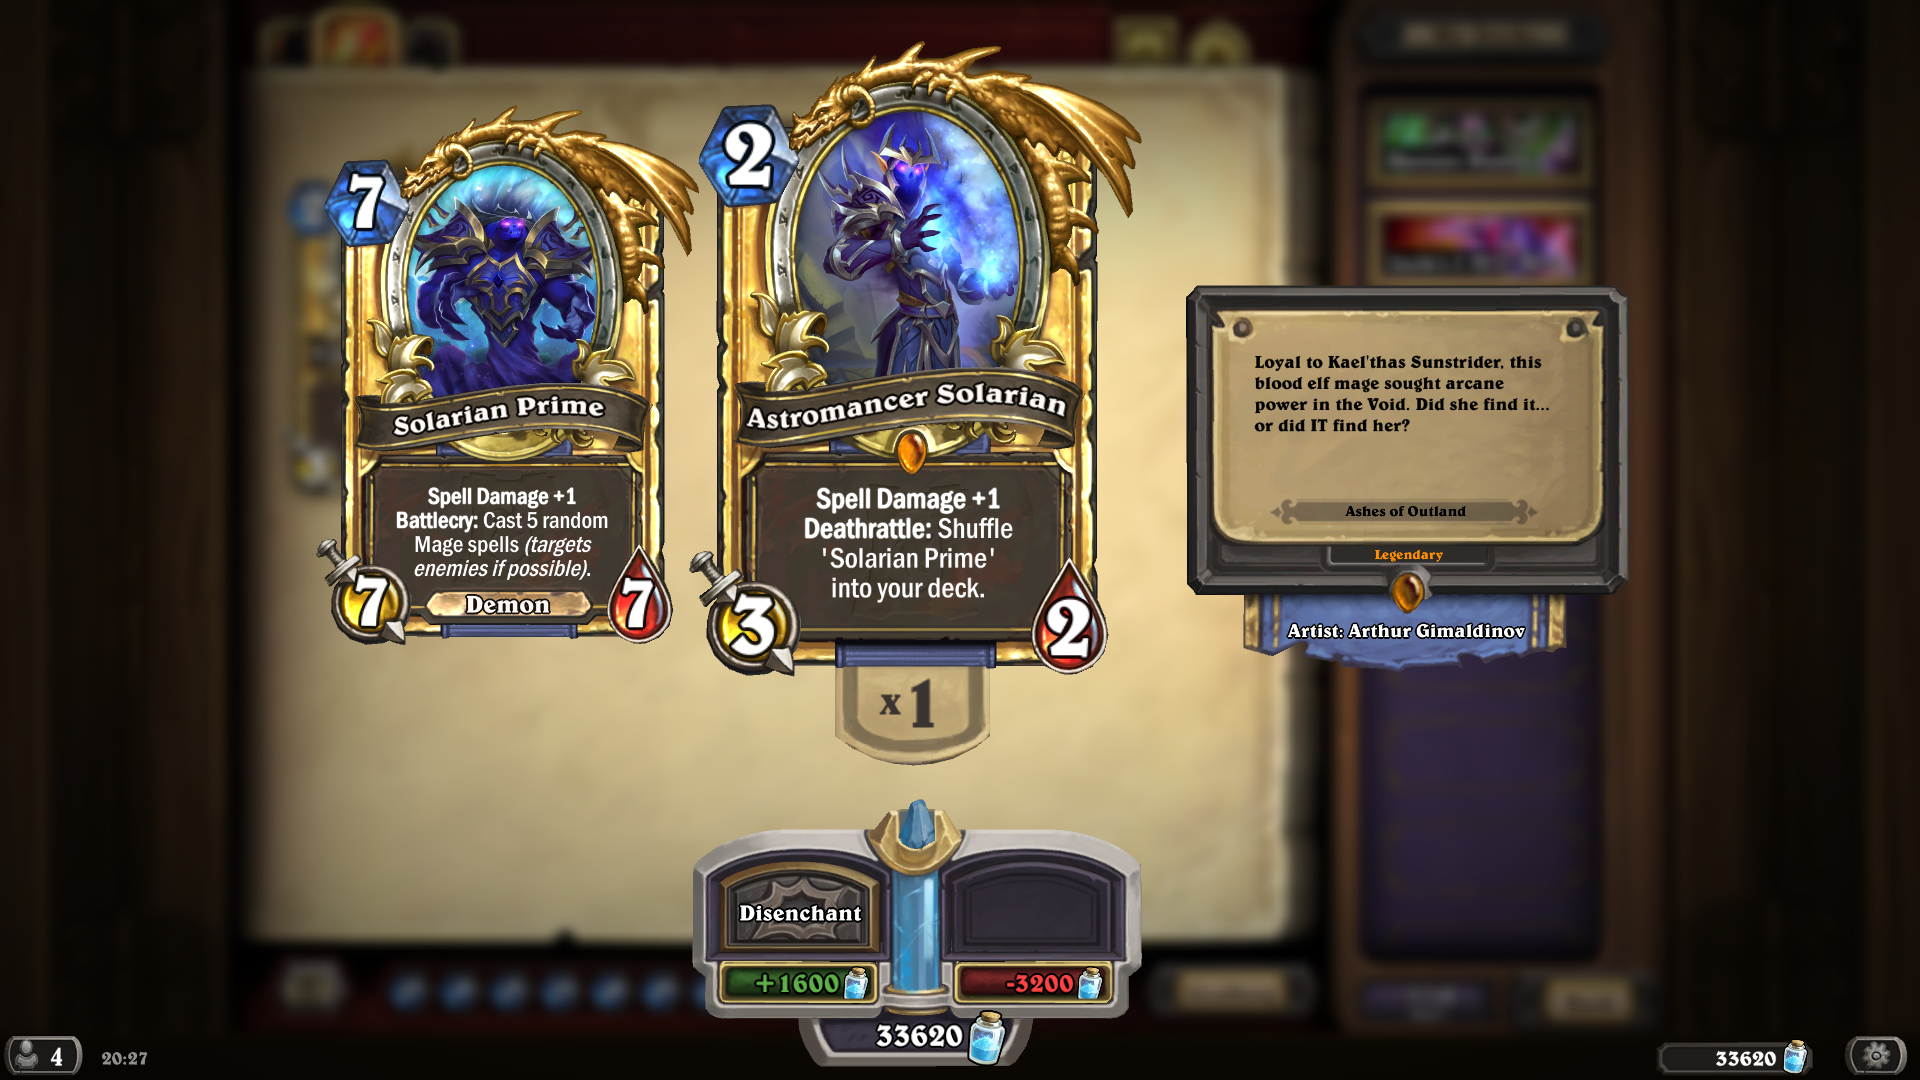 7
Solarian Prime
Spell Damage +1
Battlecry: Cast 5 random
Mage spells (targets
enemies if possible).
7
Demon
7
2
Astromancer Solarian
Spell Damage +1
Deathrattle: Shuffle
'Solarian Prime'
into your deck.
3
2
x 1
Loyal to Kael'thas Sunstrider, this
blood elf mage sought arcane
power in the Void. Did she find it...
or did IT find her?
Ashes of Outland
Legendary
Artist: Arthur Gimaldinov
Disenchant
+1600
-3200
33620
4
20:27
33620